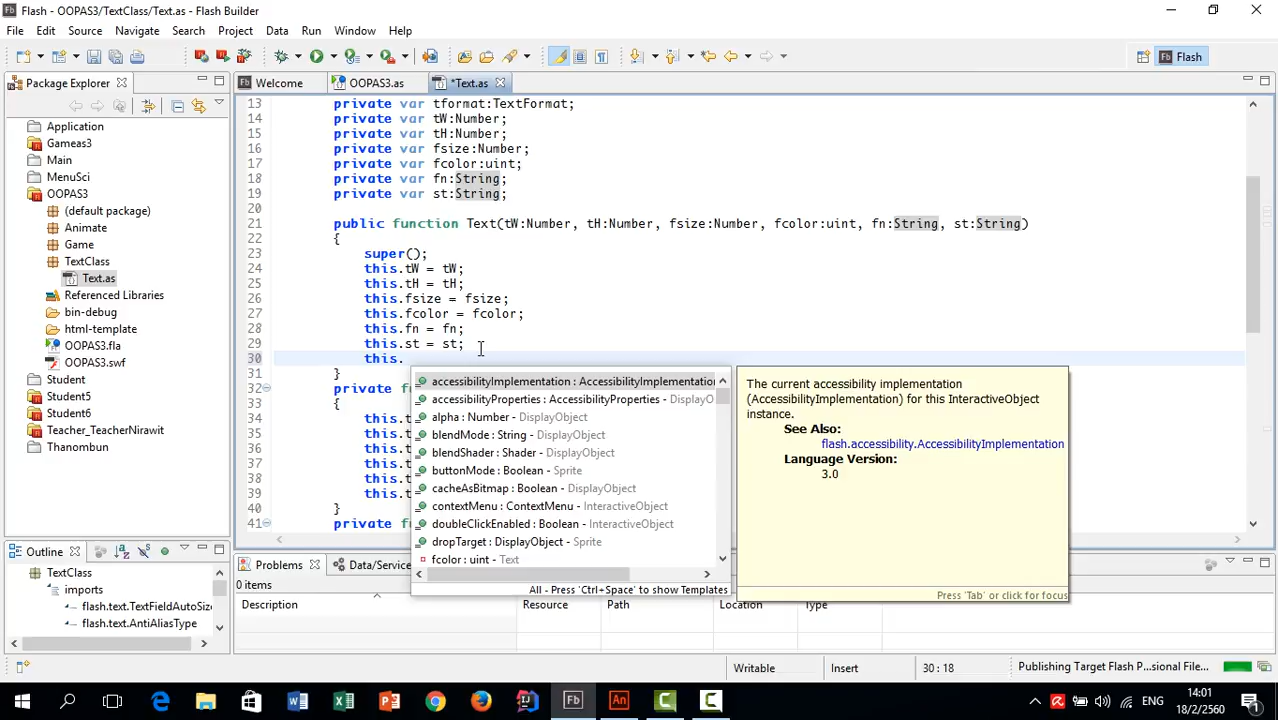 Flash - OOPAS3/TextClass/Text.as - Flash Builder
File Edit Source Navigate Search Project Data Run Window Help
Flash
Package Explorer
Welcome OOPAS3.as *Text.as
Application
Gameas3
Main
MenuSci
OOPAS3
(default package)
Animate
Game
TextClass
Text.as
Referenced Libraries
bin-debug
html-template
OOPAS3.fla
OOPAS3.swf
Student
Student5
Student6
Teacher_TeacherNirawit
Thanombun
13 private var tformat:TextFormat;
14 private var tW:Number;
15 private var tH:Number;
16 private var fsize:Number;
17 private var fcolor:uint;
18 private var fn:String;
19 private var st:String;
20
21 public function Text(tW:Number, tH:Number, fsize:Number, fcolor:uint, fn:String, st:String)
22 {
23 super();
24 this.tW = tW;
25 this.tH = tH;
26 this.fsize = fsize;
27 this.fcolor = fcolor;
28 this.fn = fn;
29 this.st = st;
30 this.
31 }
32 private f
33 {
34 this.t
35 this.t
36 this.t
37 this.t
38 this.t
39 this.t
40 }
41 private f
accessibilityImplementation : AccessibilityImplementatio
accessibilityProperties : AccessibilityProperties - DisplayO
alpha : Number - DisplayObject
blendMode : String - DisplayObject
blendShader : Shader - DisplayObject
buttonMode : Boolean - Sprite
cacheAsBitmap : Boolean - DisplayObject
contextMenu : ContextMenu - InteractiveObject
doubleClickEnabled : Boolean - InteractiveObject
dropTarget : DisplayObject - Sprite
fcolor : uint - Text
All - Press 'Ctrl+Space' to show Templates
The current accessibility implementation
(AccessibilityImplementation) for this InteractiveObject
instance.
See Also:
flash.accessibility.AccessibilityImplementation
Language Version:
3.0
Press 'Tab' or click for focus
Outline
TextClass
imports
flash.text.TextFieldAutoSize
flash.text.AntiAliasType
Problems Data/Service
0 items
Description Resource Path Location Type
Writable Insert 30 : 18 Publishing Target Flash P...sional File...
ENG
14:01
18/2/2560